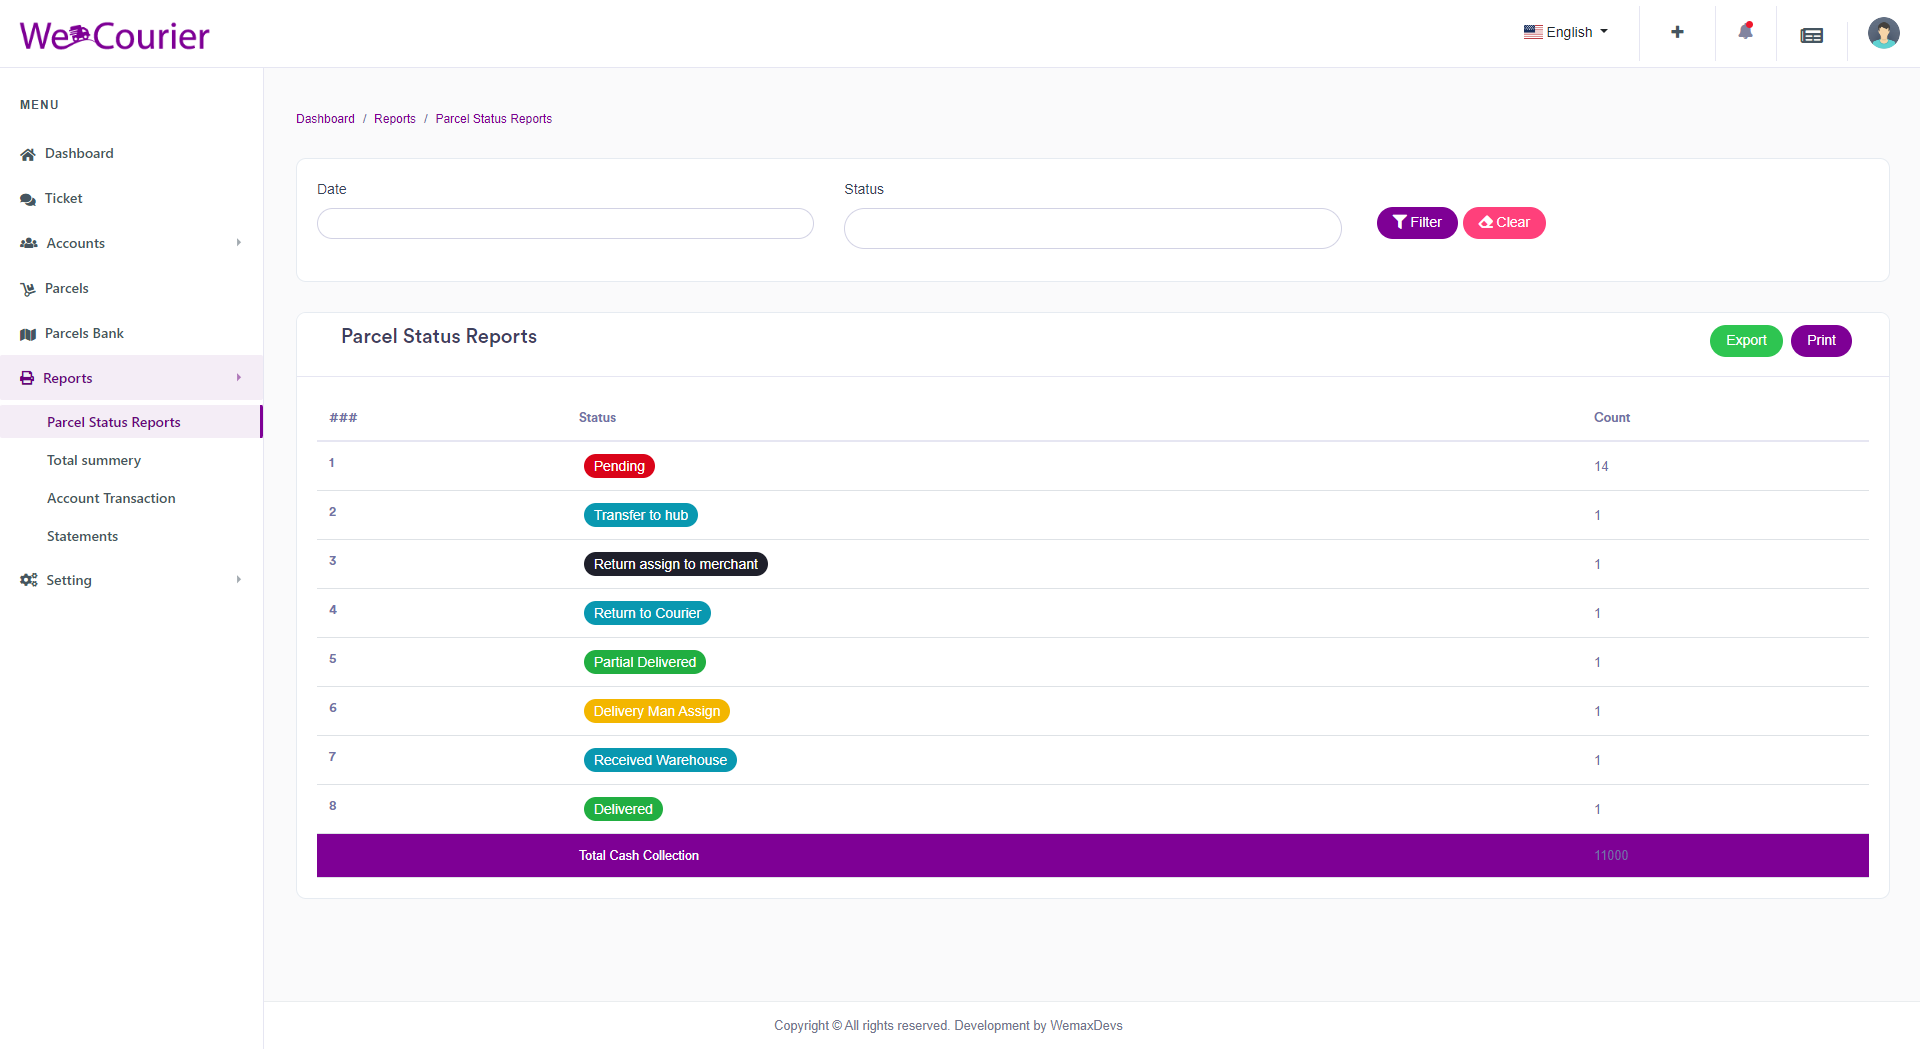 We Courier
English
MENU
Dashboard
Ticket
Accounts
Parcels
Parcels Bank
Reports
Parcel Status Reports
Total summery
Account Transaction
Statements
Setting
Dashboard / Reports / Parcel Status Reports
Date Status
Filter Clear
Parcel Status Reports
Export Print
### Status Count
1 Pending 14
2 Transfer to hub 1
3 Return assign to merchant 1
4 Return to Courier 1
5 Partial Delivered 1
6 Delivery Man Assign 1
7 Received Warehouse 1
8 Delivered 1
Total Cash Collection 11000
Copyright © All rights reserved. Development by WemaxDevs